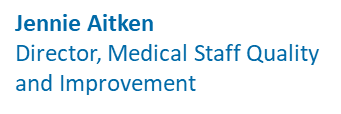 Jennie Aitken
Director, Medical Staff Quality
and Improvement